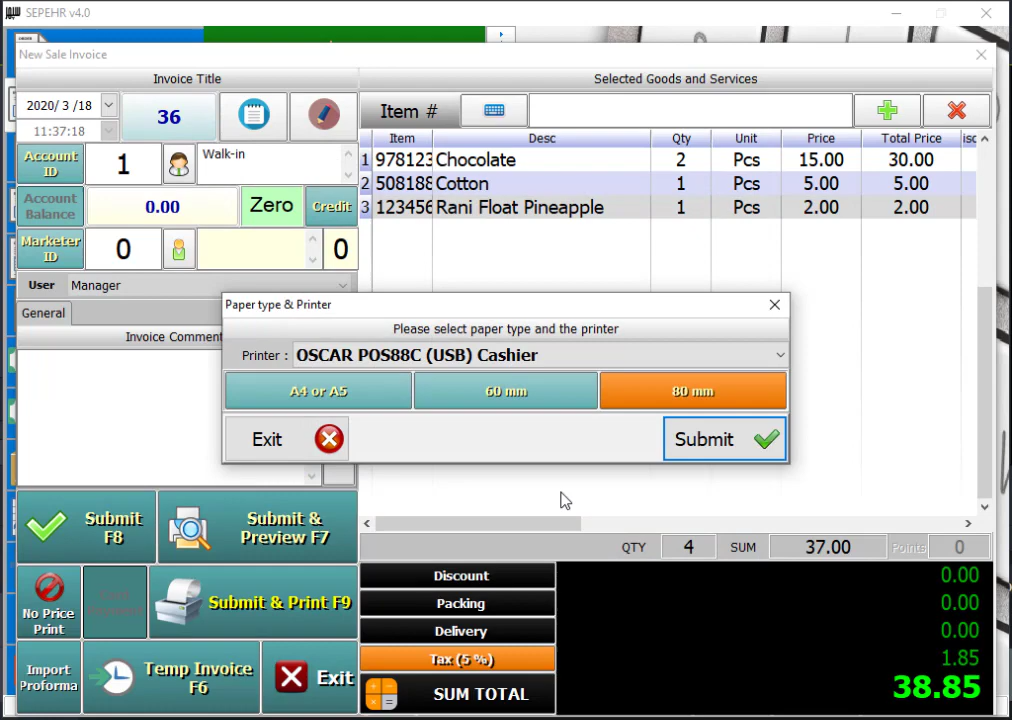 SEPEHR v4.0
New Sale Invoice
Invoice Title
Selected Goods and Services
2020/ 3 /18
36
11:37:18
Item #
Item Desc Qty Unit Price Total Price isc
1 978123 Chocolate 2 Pcs 15.00 30.00
2 508188 Cotton 1 Pcs 5.00 5.00
3 123456 Rani Float Pineapple 1 Pcs 2.00 2.00
Account
ID
1
Walk-in
Account
Balance
0.00
Zero
Credit
Marketer
ID
0
0
User Manager
General
Invoice Comment
Paper type & Printer
Please select paper type and the printer
Printer : OSCAR POS88C (USB) Cashier
A4 or A5
60 mm
80 mm
Exit
Submit
Submit
F8
Submit &
Preview F7
No Price
Print
Submit & Print F9
Import
Proforma
Temp Invoice
F6
Exit
QTY 4 SUM 37.00 Points 0
Discount 0.00
Packing 0.00
Delivery 0.00
Tax (5 %) 1.85
SUM TOTAL 38.85